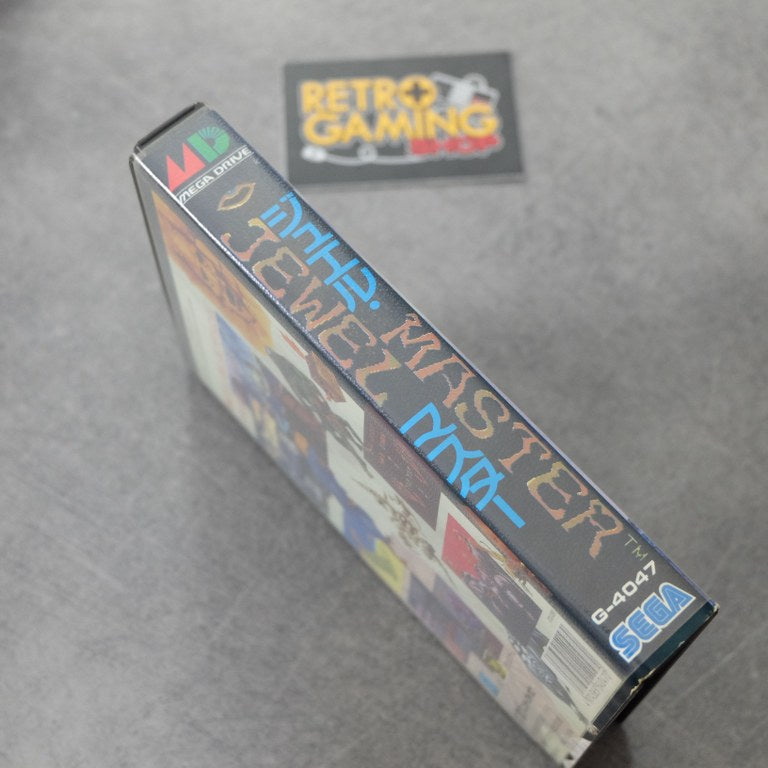 RETRO
GAMING
SHOP
MD
MEGA DRIVE
JEWEL
MASTER
ジュエル・
マスター
TM
G-4047
SEGA